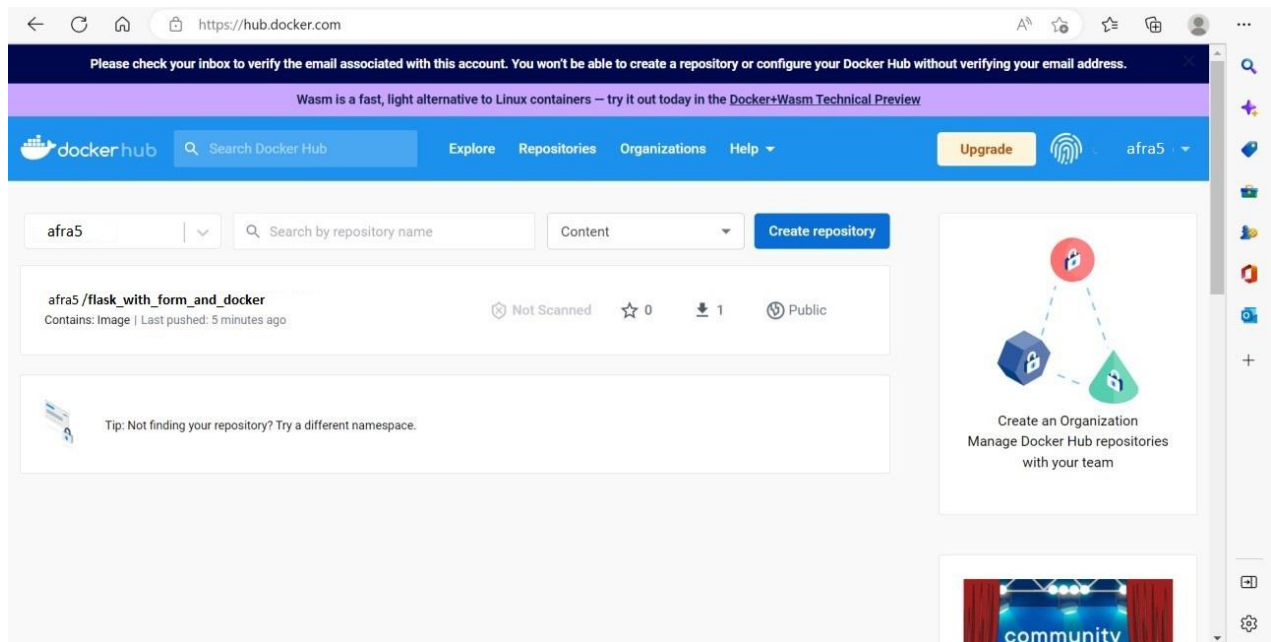 https://hub.docker.com
Please check your inbox to verify the email associated with this account. You won't be able to create a repository or configure your Docker Hub without verifying your email address.
Wasm is a fast, light alternative to Linux containers — try it out today in the Docker+Wasm Technical Preview
dockerhub Search Docker Hub Explore Repositories Organizations Help Upgrade afra5
afra5 Search by repository name Content Create repository
afra5 /flask_with_form_and_docker
Contains: Image | Last pushed: 5 minutes ago Not Scanned 0 1 Public
Tip: Not finding your repository? Try a different namespace.
Create an Organization
Manage Docker Hub repositories
with your team
community